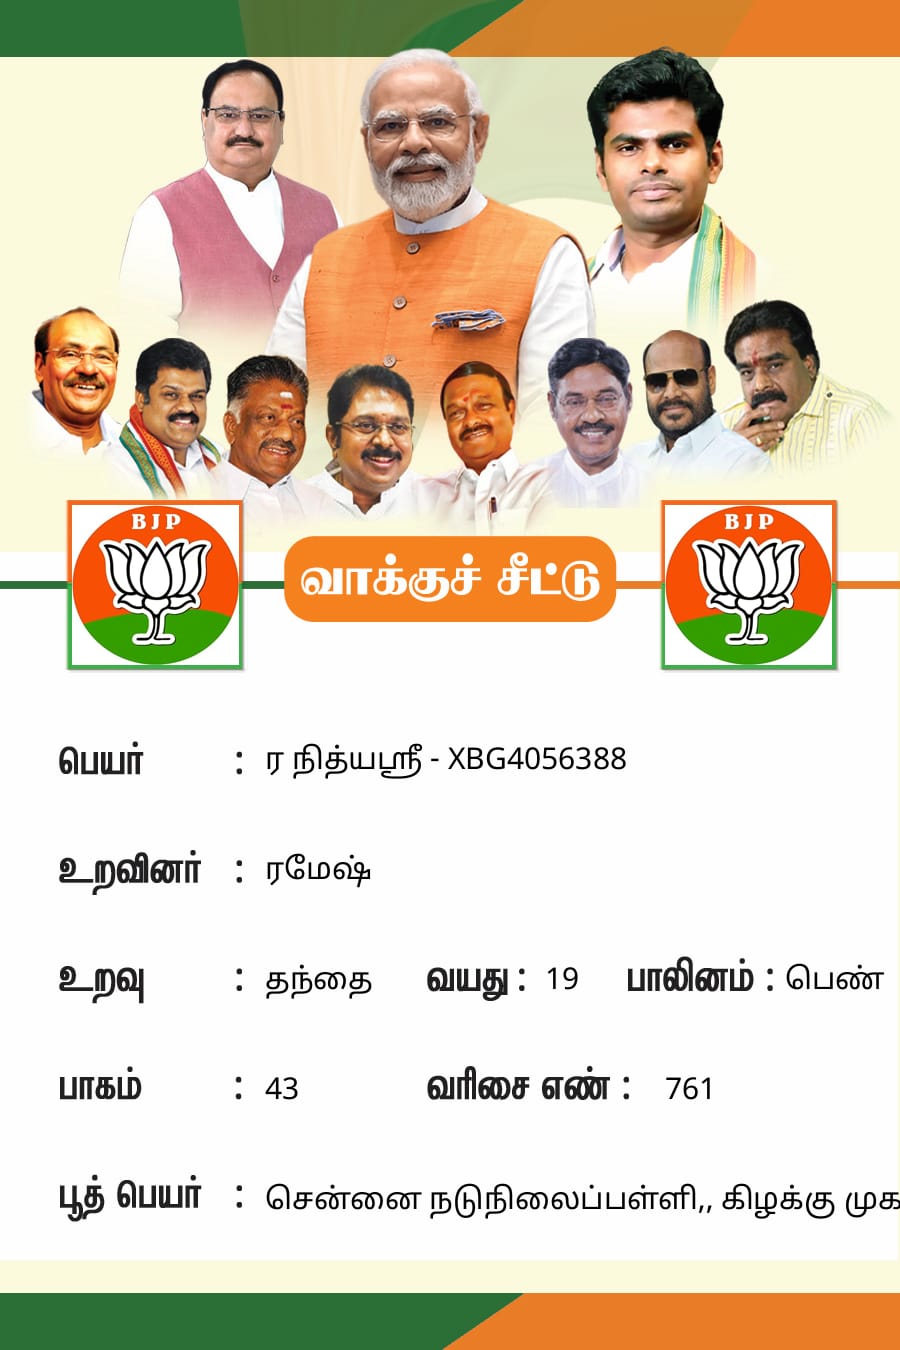 BJP
BJP
வாக்குச் சீட்டு
பெயர் : ர நித்யஸ்ரீ - XBG4056388
உறவினர் : ரமேஷ்
உறவு : தந்தை வயது : 19 பாலினம் : பெண்
பாகம் : 43 வரிசை எண் : 761
பூத் பெயர் : சென்னை நடுநிலைப்பள்ளி,, கிழக்கு முக